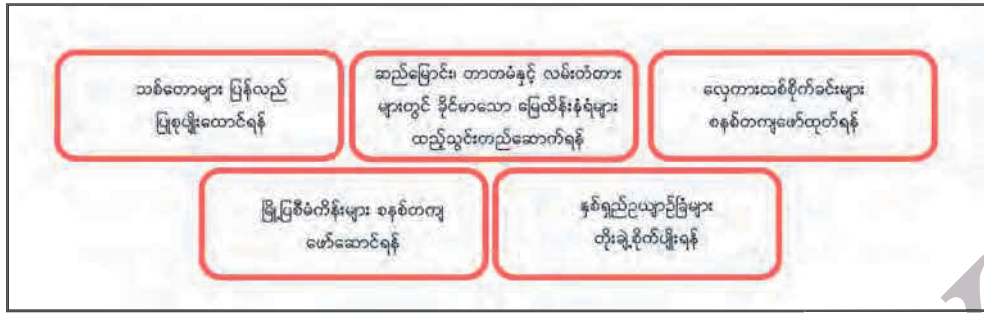 သစ်တောများ ပြန်လည်
ပြုစုပျိုးထောင်ရန်
ဆည်မြောင်း၊ တာတမံနှင့် လမ်းတံတား
များတွင် ခိုင်မာသော မြေထိန်းနံရံများ
ထည့်သွင်းတည်ဆောက်ရန်
လှေကားထစ်စိုက်ခင်းများ
စနစ်တကျဖော်ထုတ်ရန်
မြို့ပြစီမံကိန်းများ စနစ်တကျ
ဖော်ဆောင်ရန်
နှစ်ရှည်ဥယျာဉ်ခြံများ
တိုးချဲ့စိုက်ပျိုးရန်